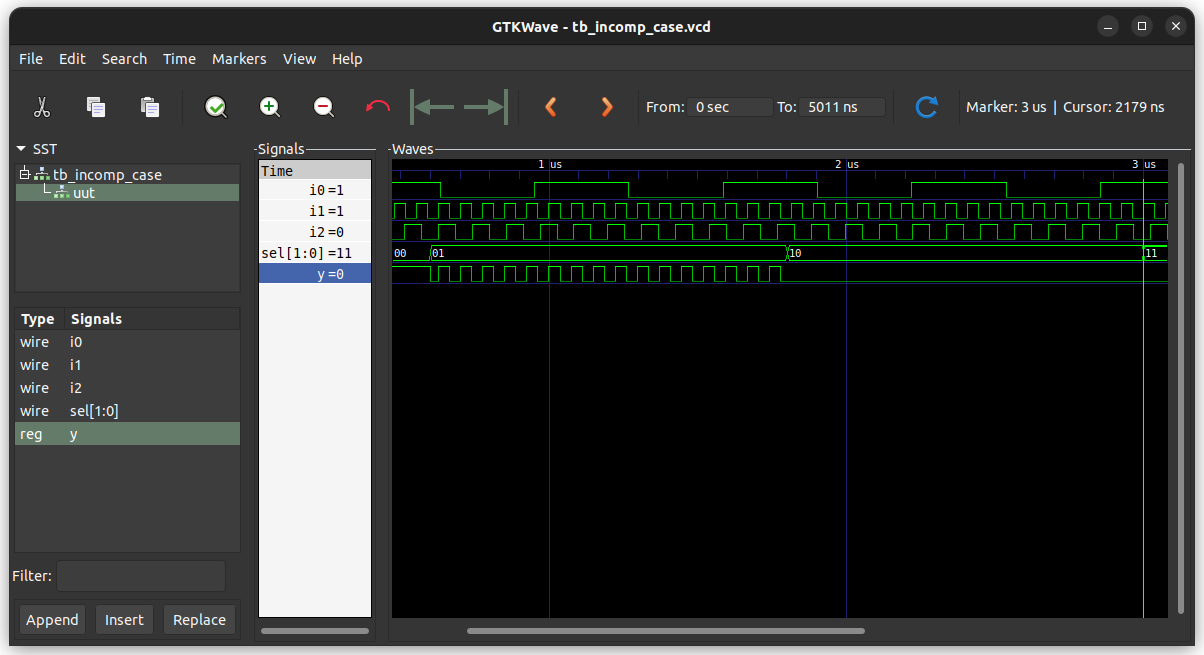 GTKWave - tb_incomp_case.vcd
File Edit Search Time Markers View Help
From: 0 sec To: 5011 ns Marker: 3 us | Cursor: 2179 ns
SST
tb_incomp_case
uut
Type Signals
wire i0
wire i1
wire i2
wire sel[1:0]
reg y
Filter:
Append Insert Replace
Signals
Time
i0 =1
i1 =1
i2 =0
sel[1:0] =11
y =0
Waves
1 us 2 us 3 us
00 01 10 11